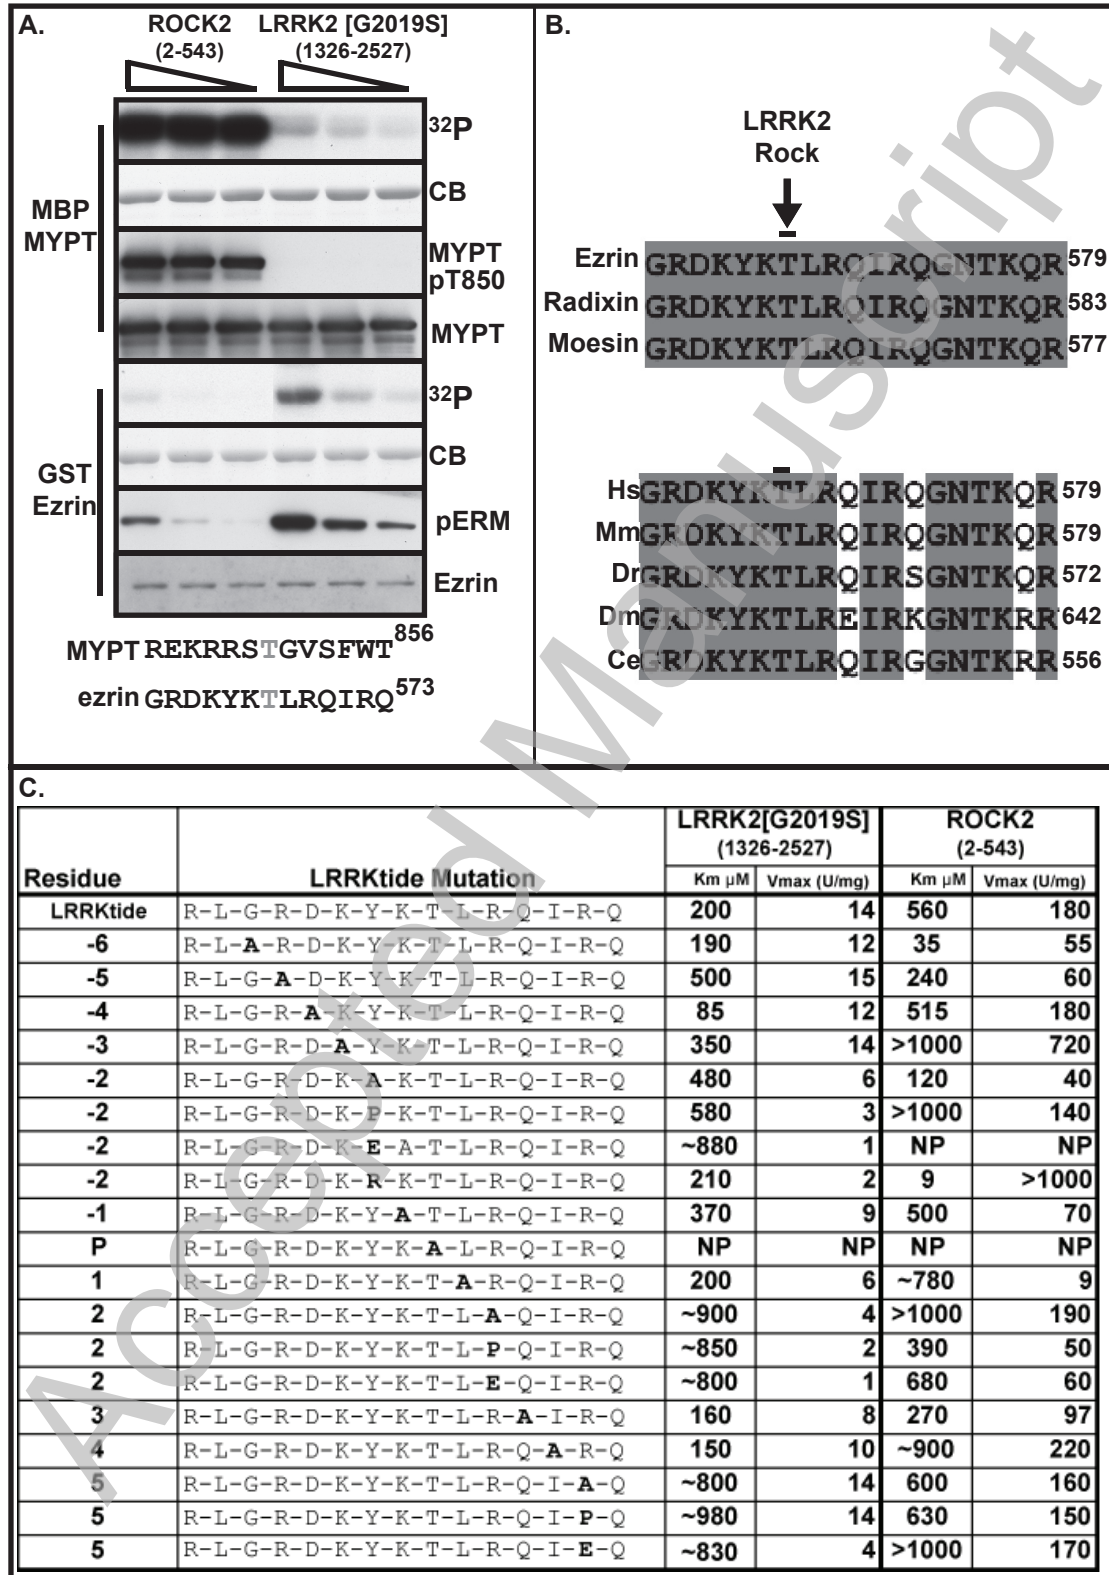 A.
ROCK2 LRRK2 [G2019S]
(2-543) (1326-2527)
32P
CB
MBP
MYPT
MYPT
pT850
MYPT
32P
CB
GST
Ezrin
pERM
Ezrin
MYPT REKRRSTGVSFWT856
ezrin GRDKYKTLRQIRQ573
B.
LRRK2
Rock
Ezrin GRDKYKTLRQIRQGNTKQR 579
Radixin GRDKYKTLRQIRQGNTKQR 583
Moesin GRDKYKTLRQIRQGNTKQR 577
Hs GRDKYKTLRQIRQGNTKQR 579
Mm GRDKYKTLRQIRQGNTKQR 579
Dr GRDKYKTLRQIRSGNTKQR 572
Dm GRDKYKTLREIRKGNTKRR 642
Ce GRDKYKTLRQIRGGNTKRR 556
C.
LRRK2[G2019S] ROCK2
(1326-2527) (2-543)
Residue LRRKtide Mutation Km µM Vmax (U/mg) Km µM Vmax (U/mg)
LRRKtide R-L-G-R-D-K-Y-K-T-L-R-Q-I-R-Q 200 14 560 180
-6 R-L-A-R-D-K-Y-K-T-L-R-Q-I-R-Q 190 12 35 55
-5 R-L-G-A-D-K-Y-K-T-L-R-Q-I-R-Q 500 15 240 60
-4 R-L-G-R-A-K-Y-K-T-L-R-Q-I-R-Q 85 12 515 180
-3 R-L-G-R-D-A-Y-K-T-L-R-Q-I-R-Q 350 14 >1000 720
-2 R-L-G-R-D-K-A-K-T-L-R-Q-I-R-Q 480 6 120 40
-2 R-L-G-R-D-K-P-K-T-L-R-Q-I-R-Q 580 3 >1000 140
-2 R-L-G-R-D-K-E-A-T-L-R-Q-I-R-Q ~880 1 NP NP
-2 R-L-G-R-D-K-R-K-T-L-R-Q-I-R-Q 210 2 9 >1000
-1 R-L-G-R-D-K-Y-A-T-L-R-Q-I-R-Q 370 9 500 70
P R-L-G-R-D-K-Y-K-A-L-R-Q-I-R-Q NP NP NP NP
1 R-L-G-R-D-K-Y-K-T-A-R-Q-I-R-Q 200 6 ~780 9
2 R-L-G-R-D-K-Y-K-T-L-A-Q-I-R-Q ~900 4 >1000 190
2 R-L-G-R-D-K-Y-K-T-L-P-Q-I-R-Q ~850 2 390 50
2 R-L-G-R-D-K-Y-K-T-L-E-Q-I-R-Q ~800 1 680 60
3 R-L-G-R-D-K-Y-K-T-L-R-A-I-R-Q 160 8 270 97
4 R-L-G-R-D-K-Y-K-T-L-R-Q-A-R-Q 150 10 ~900 220
5 R-L-G-R-D-K-Y-K-T-L-R-Q-I-A-Q ~800 14 600 160
5 R-L-G-R-D-K-Y-K-T-L-R-Q-I-P-Q ~980 14 630 150
5 R-L-G-R-D-K-Y-K-T-L-R-Q-I-E-Q ~830 4 >1000 170
Accepted Manuscript